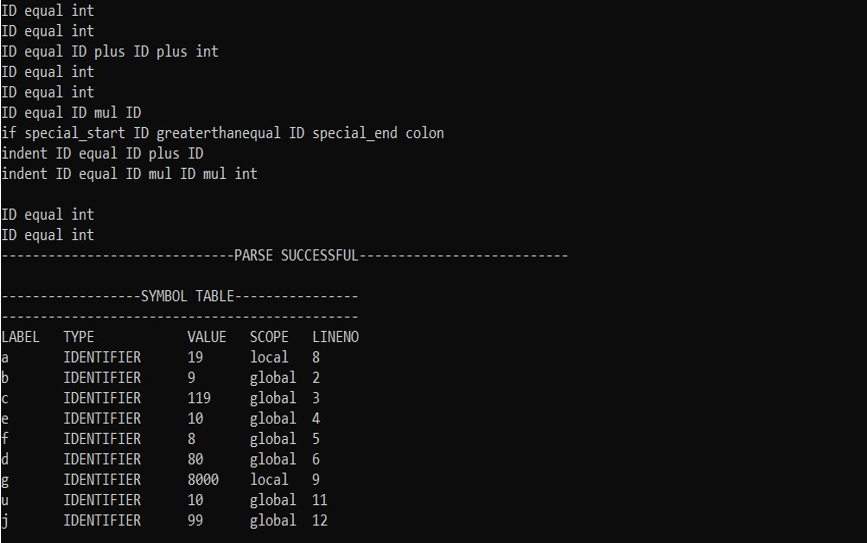 ID equal int
ID equal int
ID equal ID plus ID plus int
ID equal int
ID equal int
ID equal ID mul ID
if special_start ID greaterthanequal ID special_end colon
indent ID equal ID plus ID
indent ID equal ID mul ID mul int
ID equal int
ID equal int
------------------------------PARSE SUCCESSFUL---------------------------
------------------SYMBOL TABLE----------------
----------------------------------------------
LABEL TYPE VALUE SCOPE LINENO
a IDENTIFIER 19 local 8
b IDENTIFIER 9 global 2
c IDENTIFIER 119 global 3
e IDENTIFIER 10 global 4
f IDENTIFIER 8 global 5
d IDENTIFIER 80 global 6
g IDENTIFIER 8000 local 9
u IDENTIFIER 10 global 11
j IDENTIFIER 99 global 12